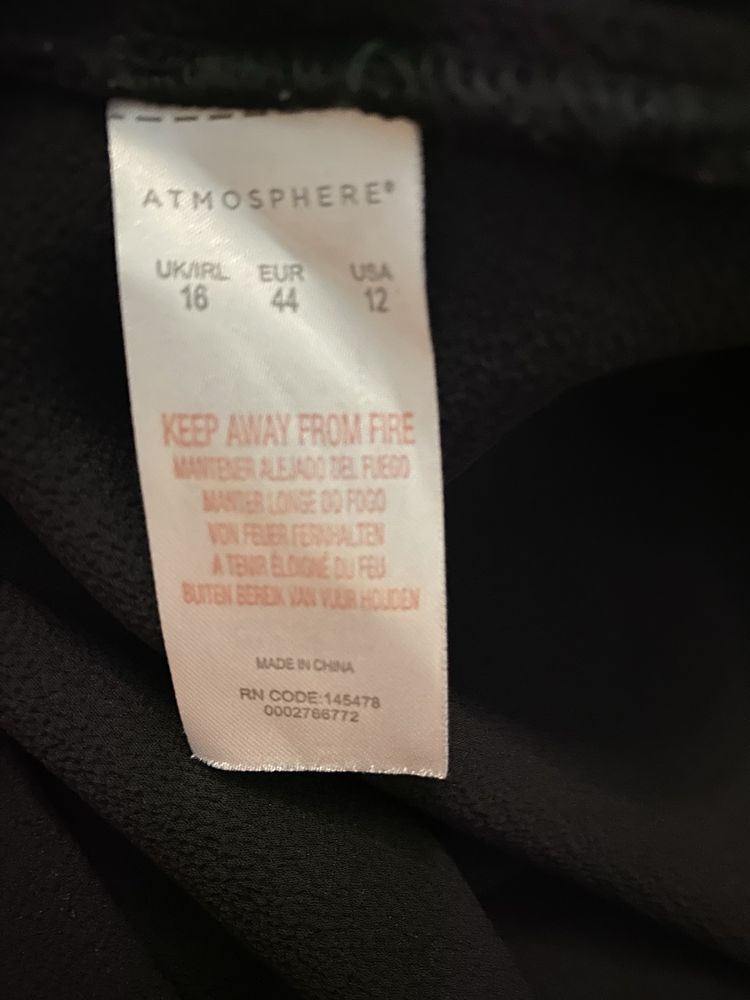 ATMOSPHERE®
UK/IRL EUR USA
16 44 12
KEEP AWAY FROM FIRE
MANTENER ALEJADO DEL FUEGO
MANTER LONGE DO FOGO
VON FEUER FERNHALTEN
A TENIR ÉLOIGNÉ DU FEU
BUITEN BEREIK VAN VUUR HOUDEN
MADE IN CHINA
RN CODE:145478
0002766772